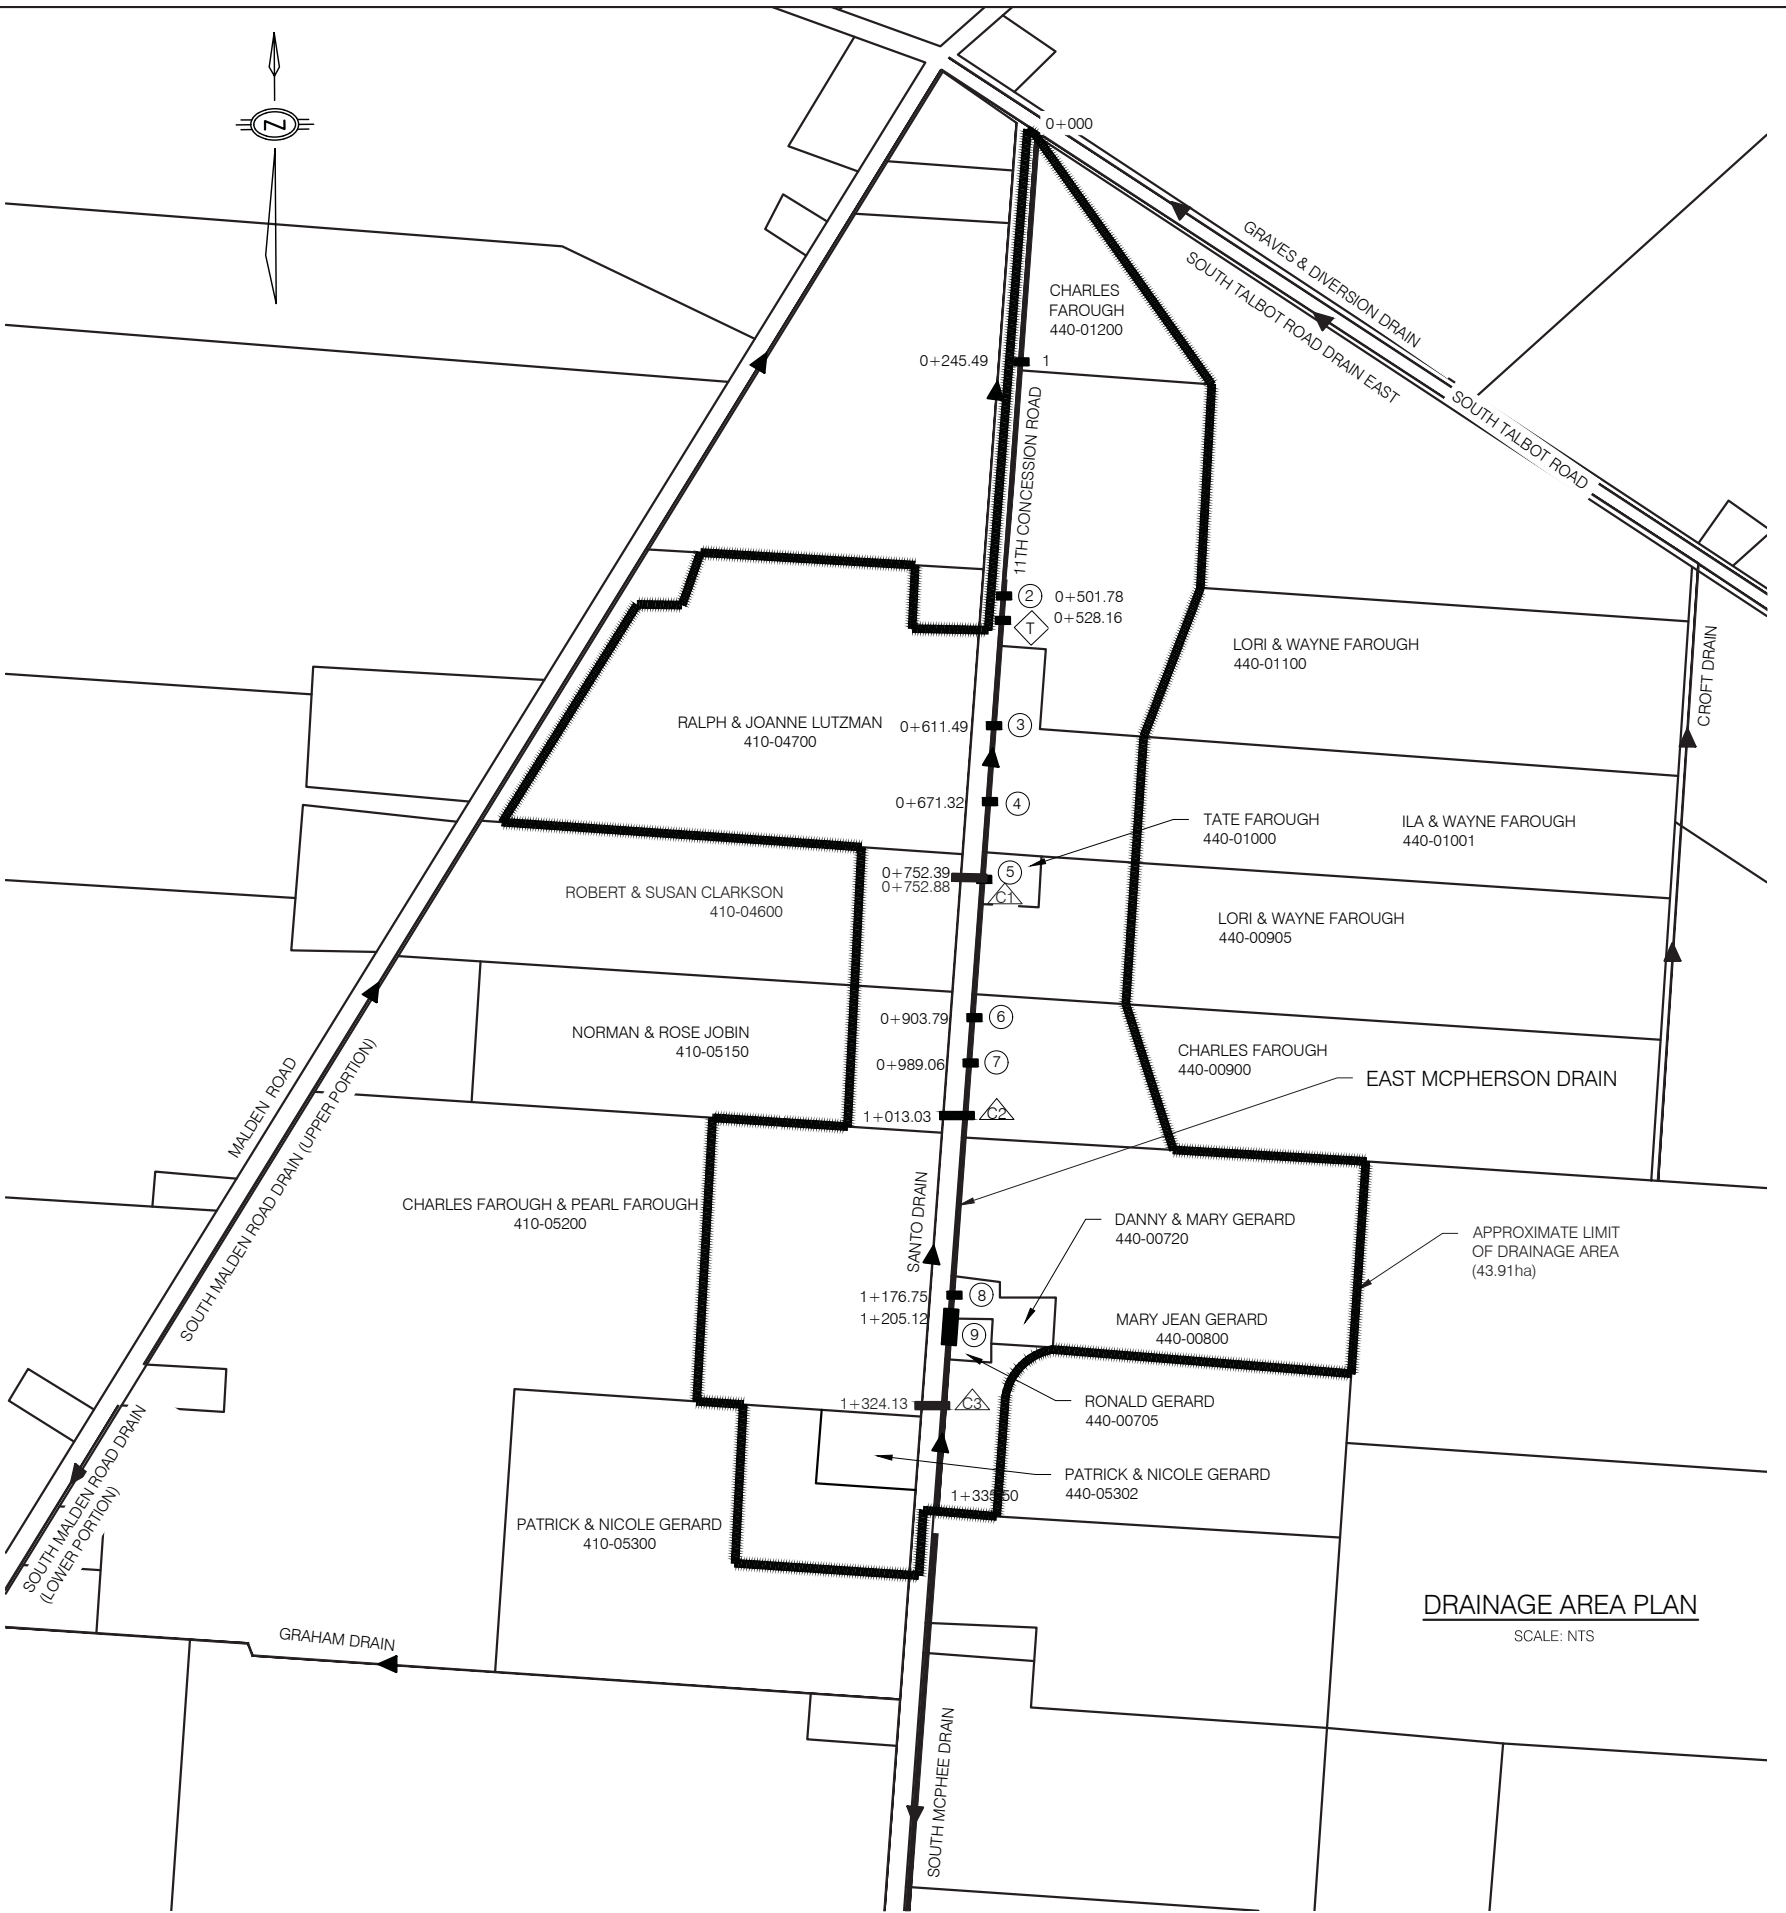 Z
0+000
GRAVES & DIVERSION DRAIN
SOUTH TALBOT ROAD DRAIN EAST
SOUTH TALBOT ROAD
CHARLES
FAROUGH
440-01200
0+245.49
1
11TH CONCESSION ROAD
2
0+501.78
0+528.16
T
LORI & WAYNE FAROUGH
440-01100
CROFT DRAIN
RALPH & JOANNE LUTZMAN
410-04700
0+611.49
3
0+671.32
4
TATE FAROUGH
440-01000
ILA & WAYNE FAROUGH
440-01001
0+752.39
0+752.88
5
C1
ROBERT & SUSAN CLARKSON
410-04600
LORI & WAYNE FAROUGH
440-00905
0+903.79
6
NORMAN & ROSE JOBIN
410-05150
0+989.06
7
CHARLES FAROUGH
440-00900
EAST MCPHERSON DRAIN
1+013.03
C2
MALDEN ROAD
SOUTH MALDEN ROAD DRAIN (UPPER PORTION)
CHARLES FAROUGH & PEARL FAROUGH
410-05200
SANTO DRAIN
DANNY & MARY GERARD
440-00720
APPROXIMATE LIMIT
OF DRAINAGE AREA
(43.91ha)
1+176.75
8
1+205.12
9
MARY JEAN GERARD
440-00800
1+324.13
C3
RONALD GERARD
440-00705
PATRICK & NICOLE GERARD
440-05302
1+335.50
SOUTH MALDEN ROAD DRAIN
(LOWER PORTION)
PATRICK & NICOLE GERARD
410-05300
GRAHAM DRAIN
SOUTH MCPHEE DRAIN
DRAINAGE AREA PLAN
SCALE: NTS